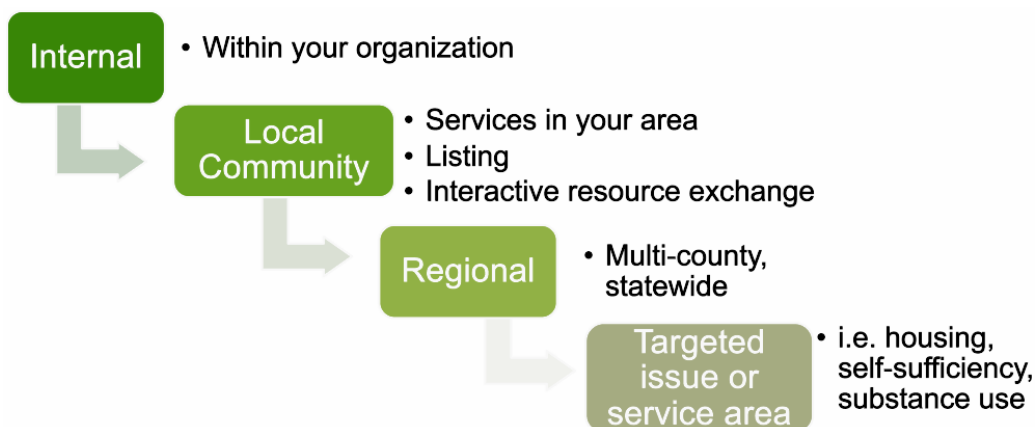 Internal
• Within your organization
Local
Community
• Services in your area
• Listing
• Interactive resource exchange
Regional
• Multi-county,
statewide
Targeted
issue or
service area
• i.e. housing,
self-sufficiency,
substance use